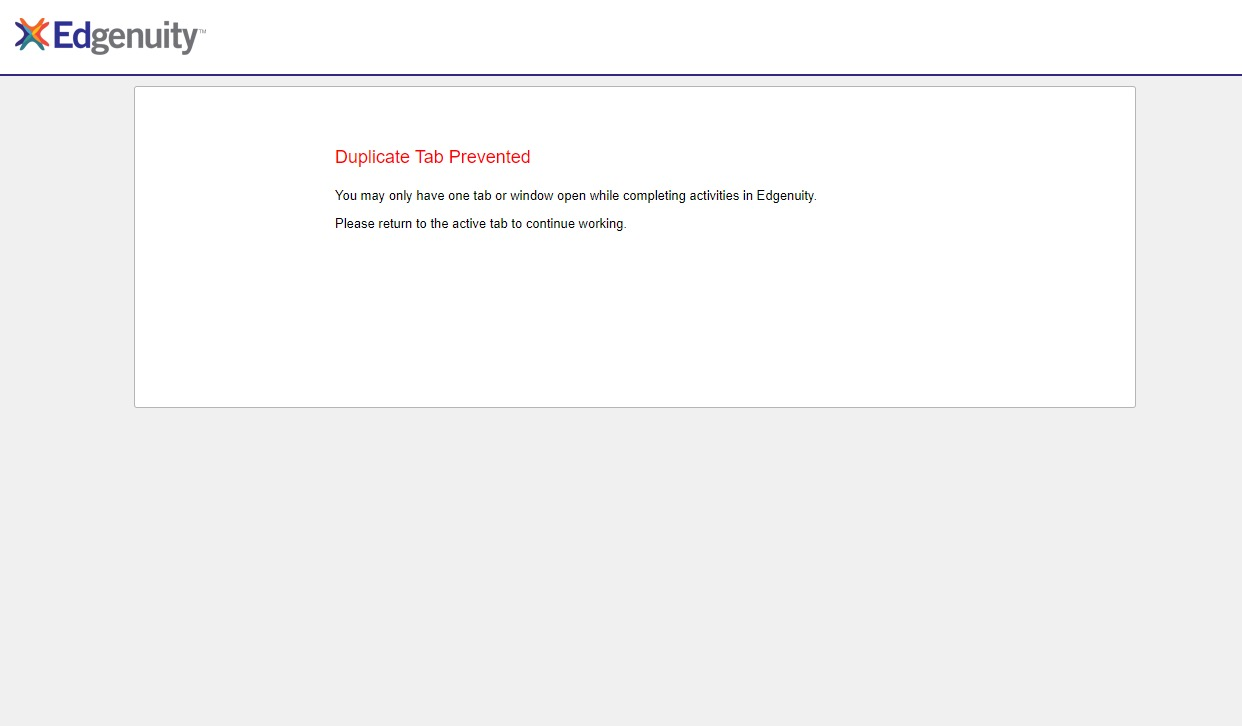 Edgenuity™
Duplicate Tab Prevented
You may only have one tab or window open while completing activities in Edgenuity.
Please return to the active tab to continue working.